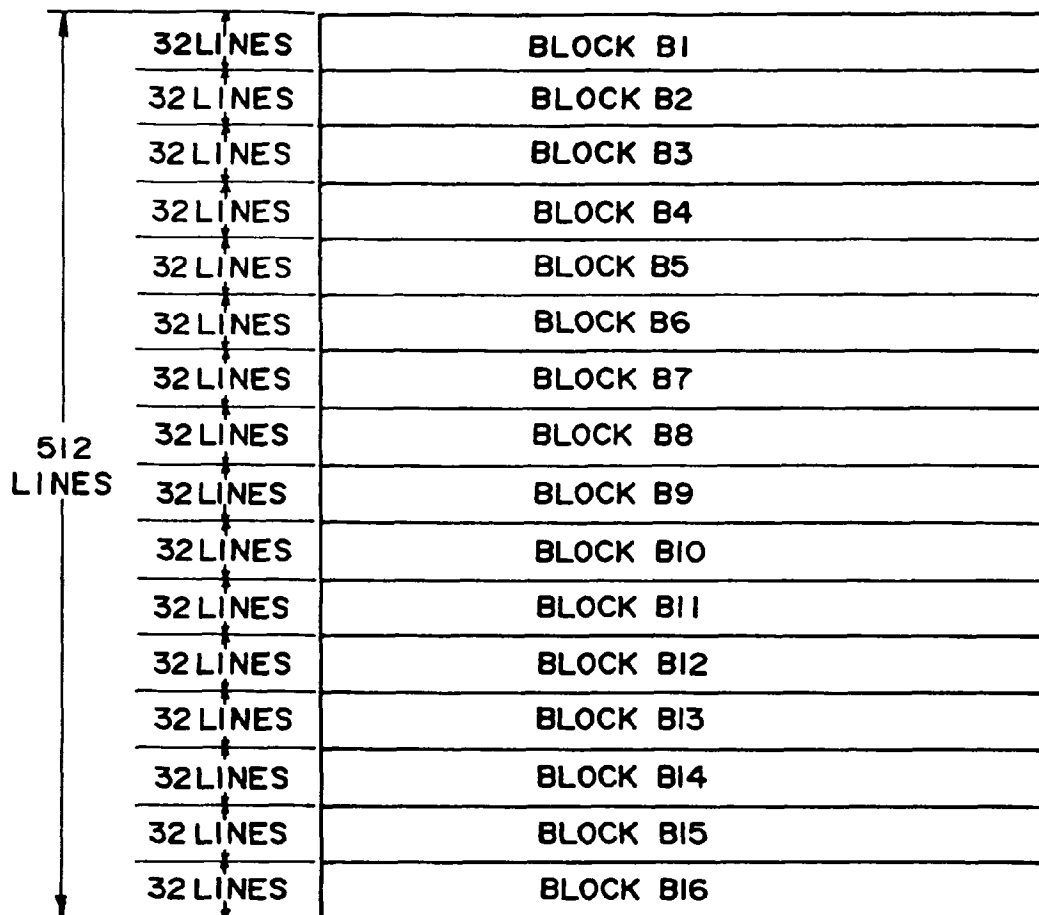 32 LINES BLOCK B1
32 LINES BLOCK B2
32 LINES BLOCK B3
32 LINES BLOCK B4
32 LINES BLOCK B5
32 LINES BLOCK B6
32 LINES BLOCK B7
32 LINES BLOCK B8
512
LINES
32 LINES BLOCK B9
32 LINES BLOCK B10
32 LINES BLOCK B11
32 LINES BLOCK B12
32 LINES BLOCK B13
32 LINES BLOCK B14
32 LINES BLOCK B15
32 LINES BLOCK B16